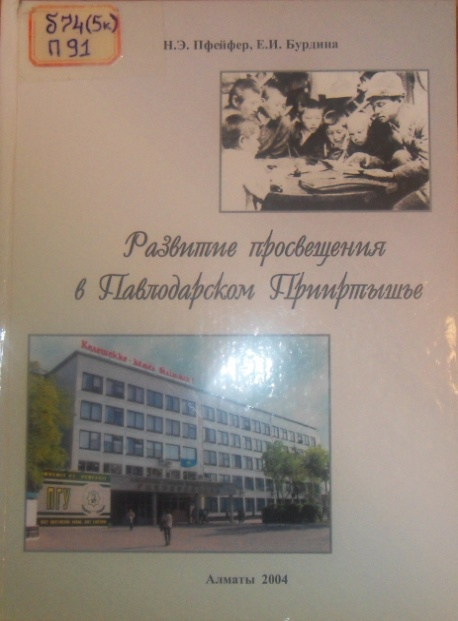 Б74(5к)
П91
Н.Э. Пфейфер, Е.И. Бурдина
Развитие просвещения
в Павлодарском Прииртышье
ПГУ
Алматы 2004